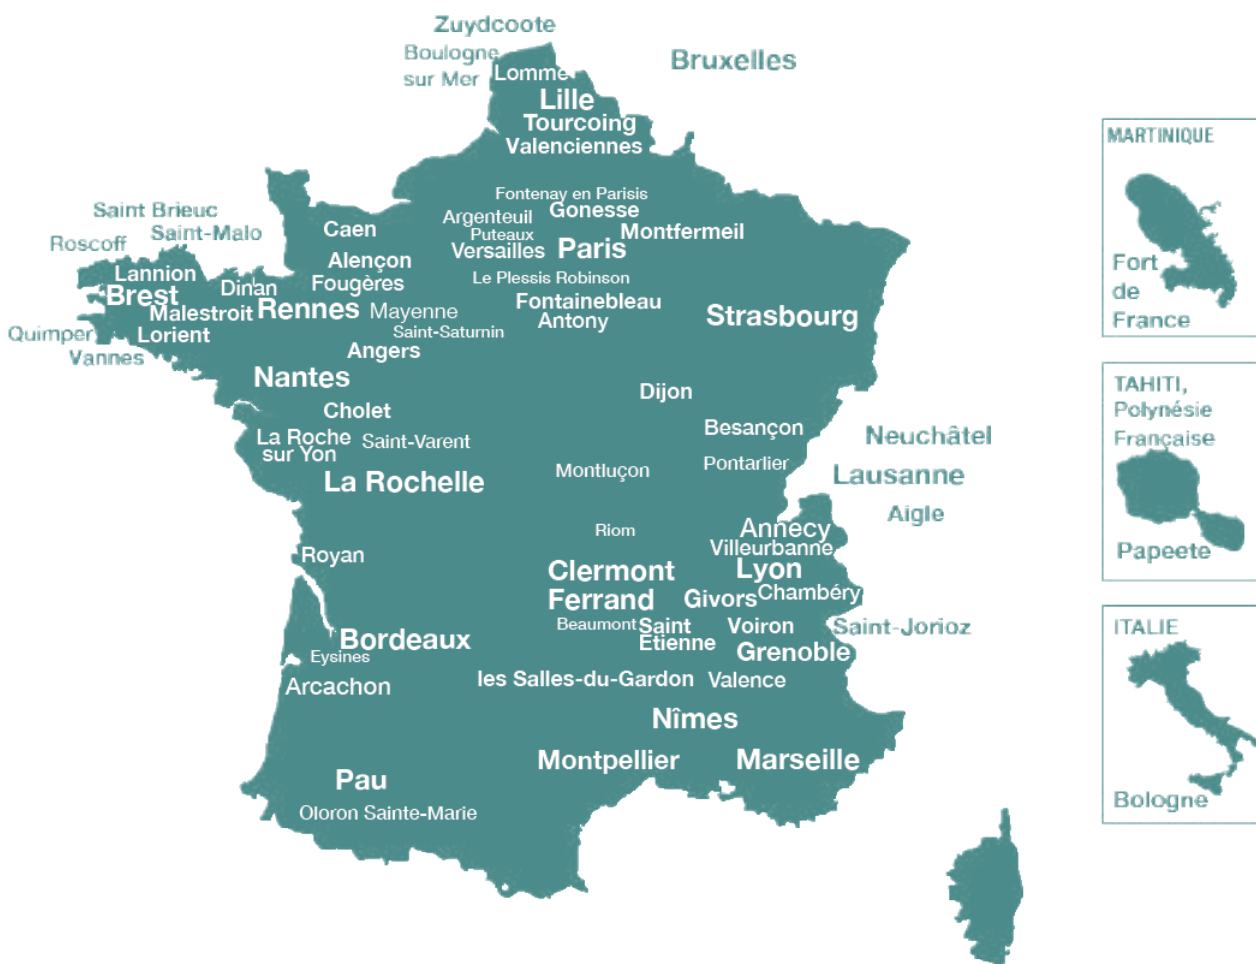 Zuydcoote
Boulogne
sur Mer
Bruxelles
Lomme
Lille
Tourcoing
Valenciennes
Fontenay en Parisis
Argenteuil
Gonesse
Puteaux
Montfermeil
Versailles
Paris
Le Plessis Robinson
Fontainebleau
Antony
Strasbourg
Saint Brieuc
Saint-Malo
Roscoff
Caen
Alençon
Lannion
Dinan
Fougères
Brest
Malestroit
Rennes
Mayenne
Saint-Saturnin
Quimper
Lorient
Vannes
Angers
Nantes
Cholet
Dijon
La Roche
sur Yon
Saint-Varent
Besançon
Neuchâtel
La Rochelle
Montluçon
Pontarlier
Lausanne
Aigle
Riom
Annecy
Villeurbanne
Royan
Clermont
Ferrand
Lyon
Givors
Chambéry
Beaumont
Saint
Etienne
Voiron
Saint-Jorioz
Grenoble
Bordeaux
Eysines
Arcachon
les Salles-du-Gardon
Valence
Nîmes
Montpellier
Marseille
Pau
Oloron Sainte-Marie
MARTINIQUE
Fort
de
France
TAHITI,
Polynésie
Française
Papeete
ITALIE
Bologne